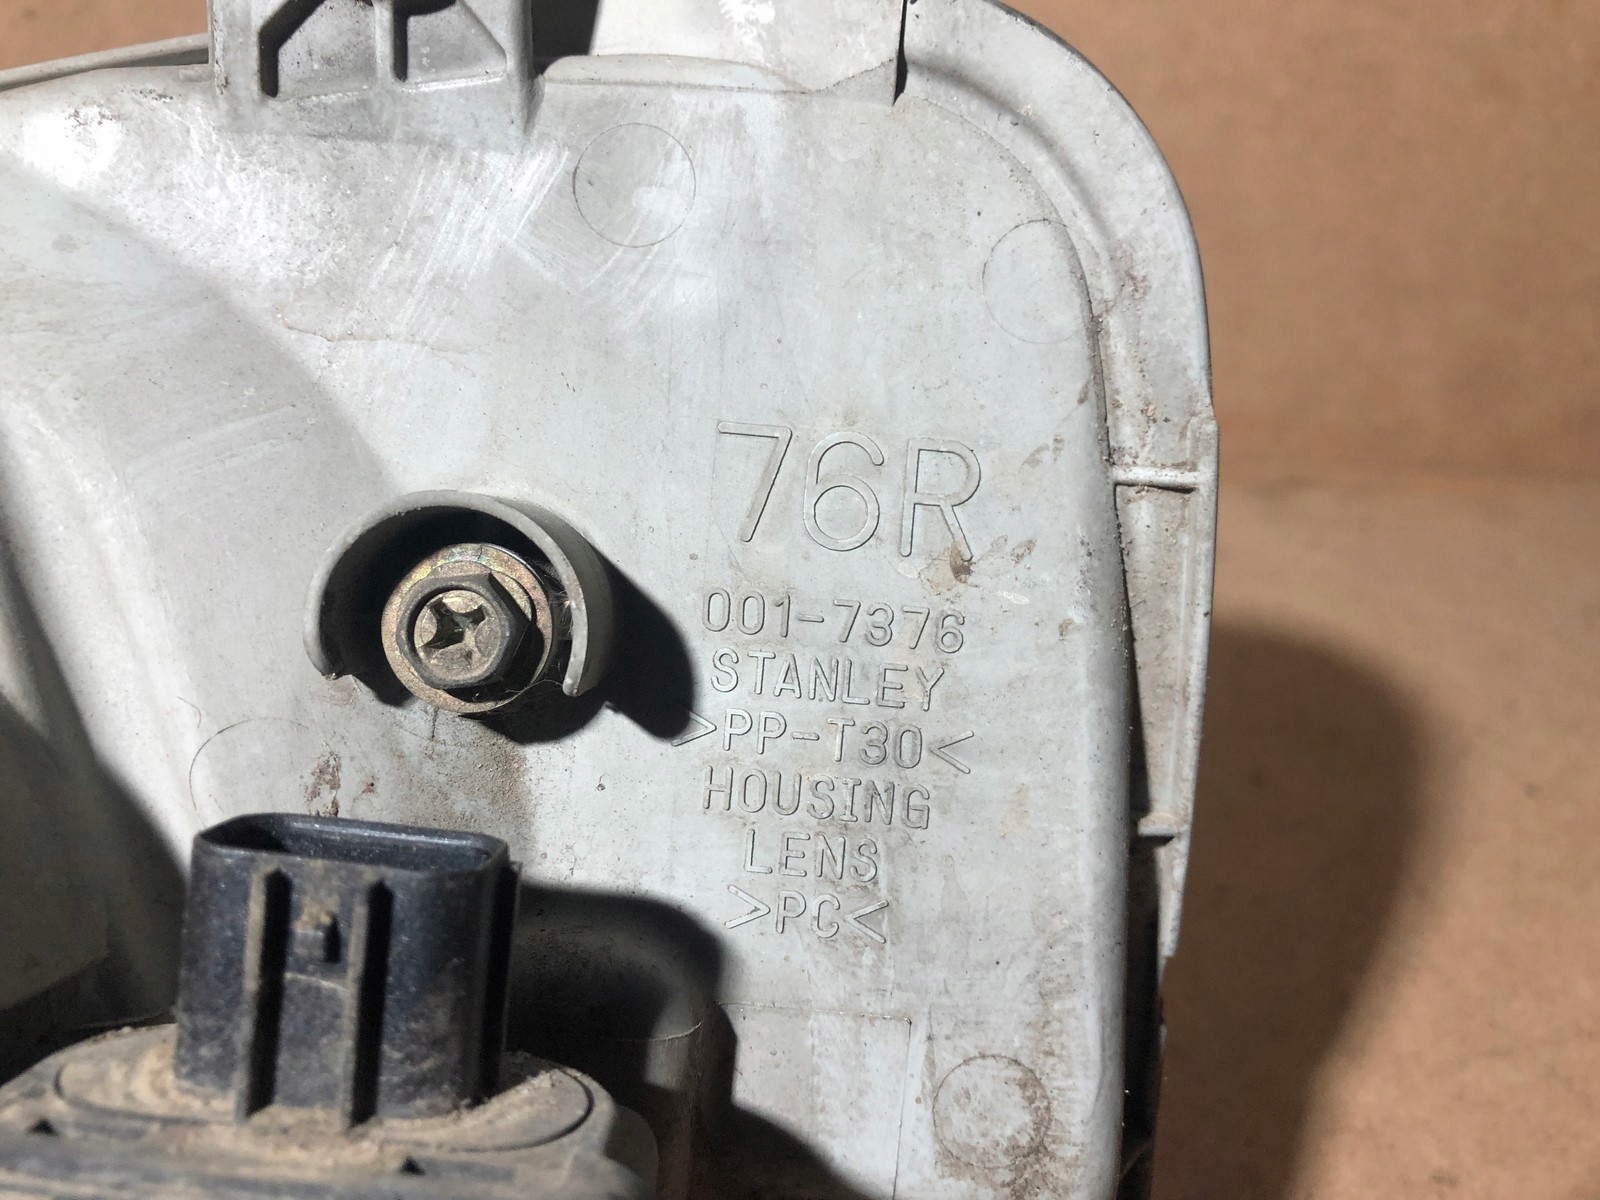 76R
001-7376
STANLEY
>PP-T30<
HOUSING
LENS
>PC<